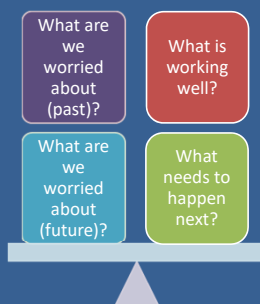 What are
we
worried
about
(past)?
What is
working
well?
What are
we
worried
about
(future)?
What
needs to
happen
next?